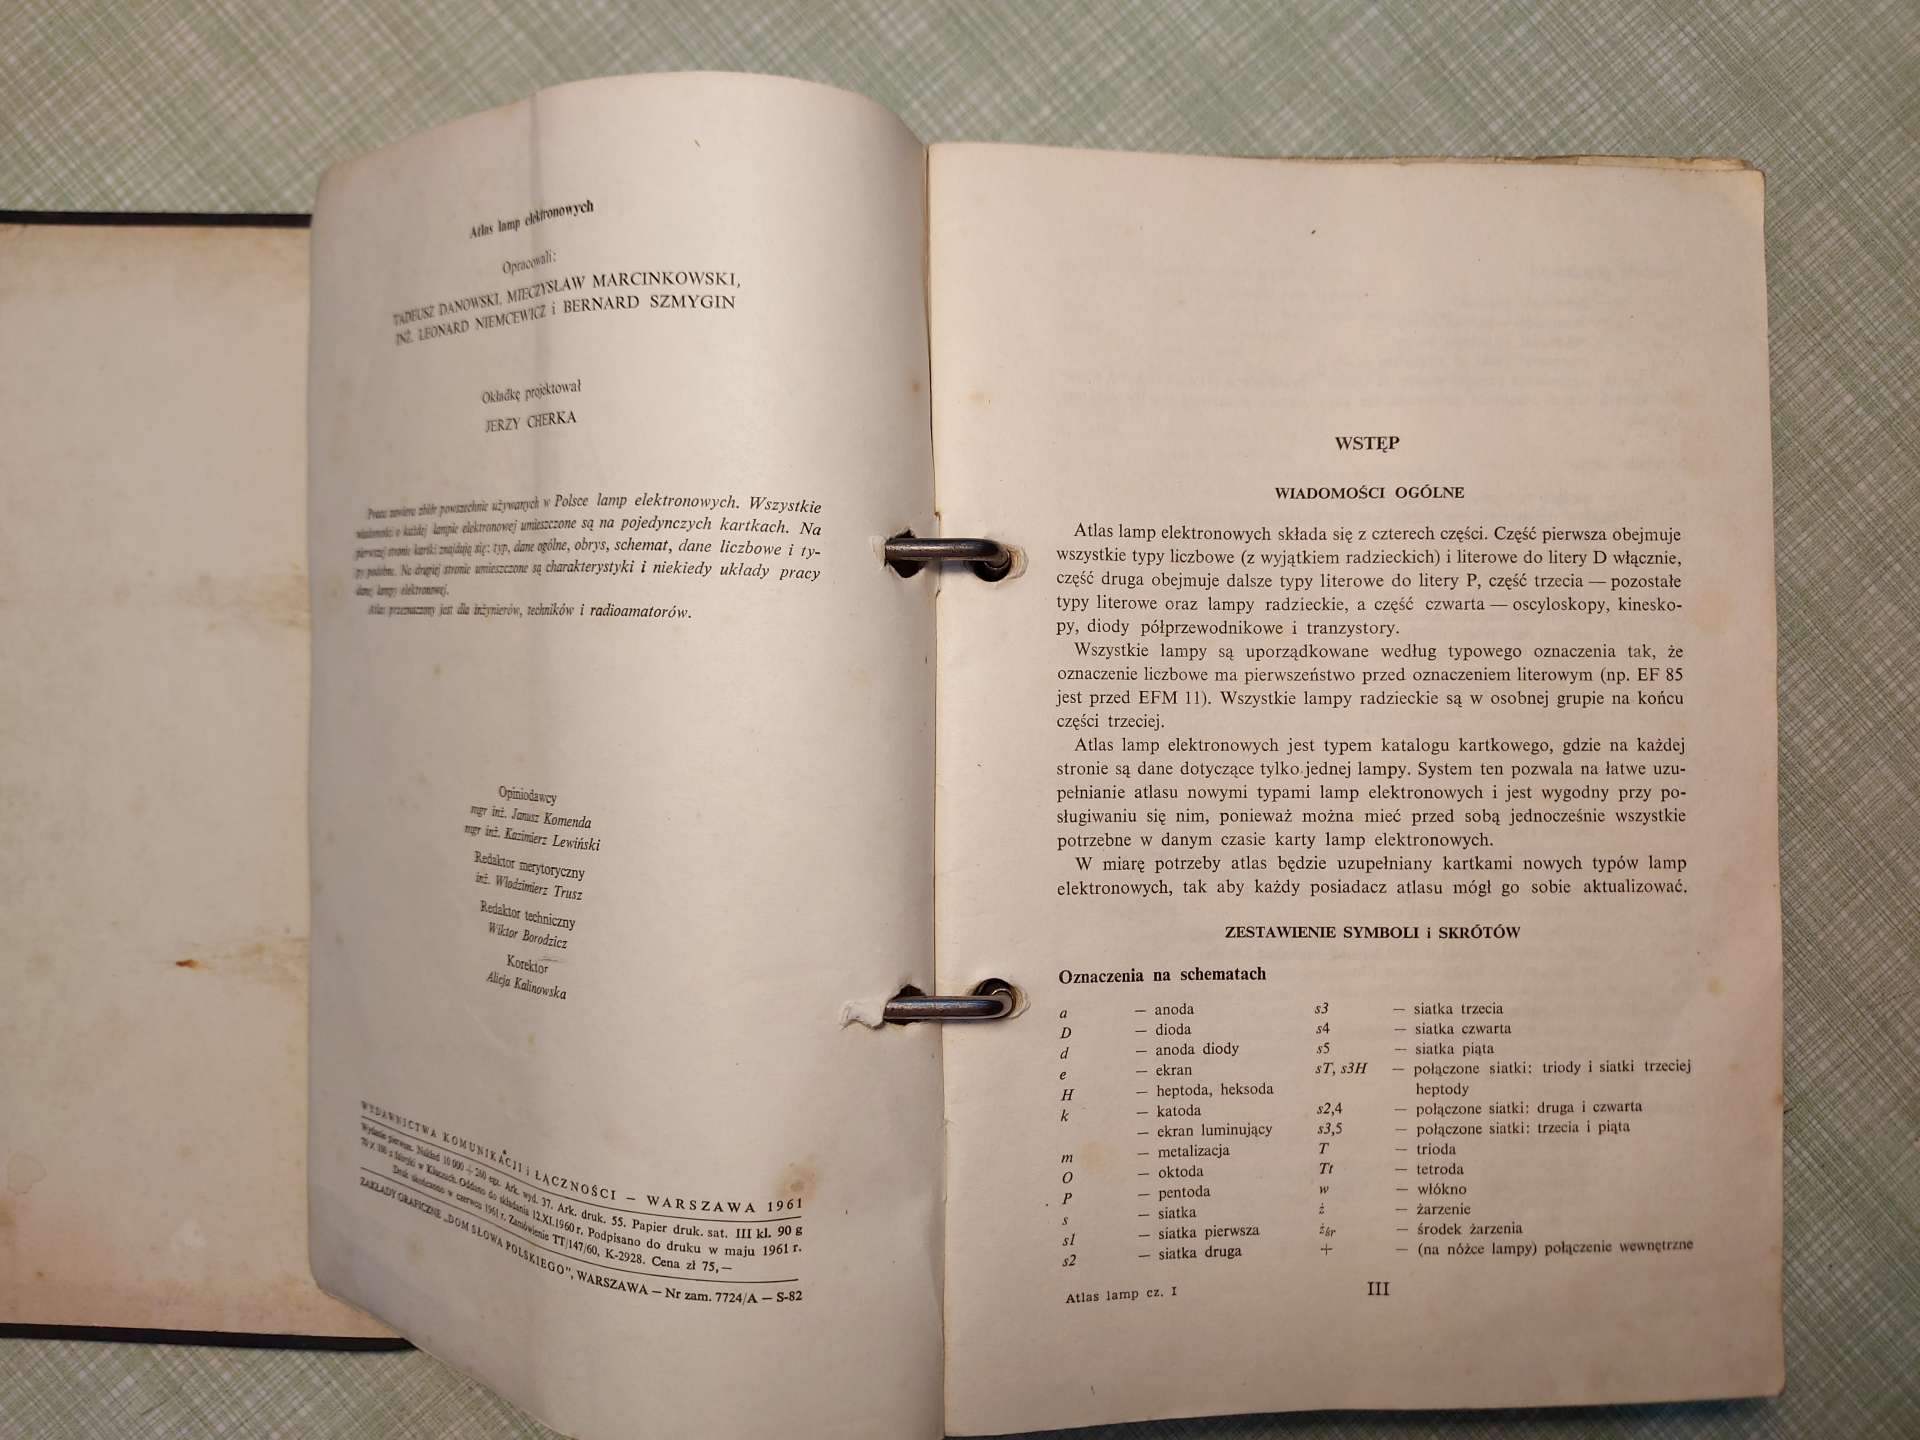 Atlas lamp elektronowych
Opracowali:
TADEUSZ DANOWSKI, MIECZYSŁAW MARCINKOWSKI,
INŻ. LEONARD NIEMCEWICZ i BERNARD SZMYGIN
Okładkę projektował
JERZY CHERKA
Praca zawiera zbiór powszechnie używanych w Polsce lamp elektronowych. Wszystkie
wiadomości o każdej lampie elektronowej umieszczone są na pojedynczych kartkach. Na
pierwszej stronie kartki znajdują się: typ, dane ogólne, obrys, schemat, dane liczbowe i ty-
py podobne. Na drugiej stronie umieszczone są charakterystyki i niekiedy układy pracy
danej lampy elektronowej.
Atlas przeznaczony jest dla inżynierów, techników i radioamatorów.
Opiniodawcy
mgr inż. Janusz Komenda
mgr inż. Kazimierz Lewiński
Redaktor merytoryczny
inż. Włodzimierz Trusz
Redaktor techniczny
Wiktor Borodzicz
Korektor
Alicja Kalinowska
WYDAWNICTWA KOMUNIKACJI i ŁĄCZNOŚCI – WARSZAWA 1961
Wydanie pierwsze. Nakład 10 000 + 260 egz. Ark. wyd. 37. Ark. druk. 55. Papier druk. sat. III kl. 90 g
70 X 100 z fabryki w Kluczach. Oddano do składania 12.XI.1960 r. Podpisano do druku w maju 1961 r.
Druk ukończono w czerwcu 1961 r. Zamówienie TT/147/60, K-2928. Cena zł 75,—
ZAKŁADY GRAFICZNE „DOM SŁOWA POLSKIEGO”, WARSZAWA — Nr zam. 7724/A — S-82
WSTĘP
WIADOMOŚCI OGÓLNE
Atlas lamp elektronowych składa się z czterech części. Część pierwsza obejmuje
wszystkie typy liczbowe (z wyjątkiem radzieckich) i literowe do litery D włącznie,
część druga obejmuje dalsze typy literowe do litery P, część trzecia — pozostałe
typy literowe oraz lampy radzieckie, a część czwarta — oscyloskopy, kinesko-
py, diody półprzewodnikowe i tranzystory.
Wszystkie lampy są uporządkowane według typowego oznaczenia tak, że
oznaczenie liczbowe ma pierwszeństwo przed oznaczeniem literowym (np. EF 85
jest przed EFM 11). Wszystkie lampy radzieckie są w osobnej grupie na końcu
części trzeciej.
Atlas lamp elektronowych jest typem katalogu kartkowego, gdzie na każdej
stronie są dane dotyczące tylko jednej lampy. System ten pozwala na łatwe uzu-
pełnianie atlasu nowymi typami lamp elektronowych i jest wygodny przy po-
sługiwaniu się nim, ponieważ można mieć przed sobą jednocześnie wszystkie
potrzebne w danym czasie karty lamp elektronowych.
W miarę potrzeby atlas będzie uzupełniany kartkami nowych typów lamp
elektronowych, tak aby każdy posiadacz atlasu mógł go sobie aktualizować.
ZESTAWIENIE SYMBOLI i SKRÓTÓW
Oznaczenia na schematach
a — anoda
D — dioda
d — anoda diody
e — ekran
H — heptoda, heksoda
k — katoda
— ekran luminujący
m — metalizacja
O — oktoda
P — pentoda
s — siatka
s1 — siatka pierwsza
s2 — siatka druga
s3 — siatka trzecia
s4 — siatka czwarta
s5 — siatka piąta
sT, s3H — połączone siatki: triody i siatki trzeciej
heptody
s2,4 — połączone siatki: druga i czwarta
s3,5 — połączone siatki: trzecia i piąta
T — trioda
Tt — tetroda
w — włókno
ż — żarzenie
żśr — środek żarzenia
+ — (na nóżce lampy) połączenie wewnętrzne
Atlas lamp cz. I
III